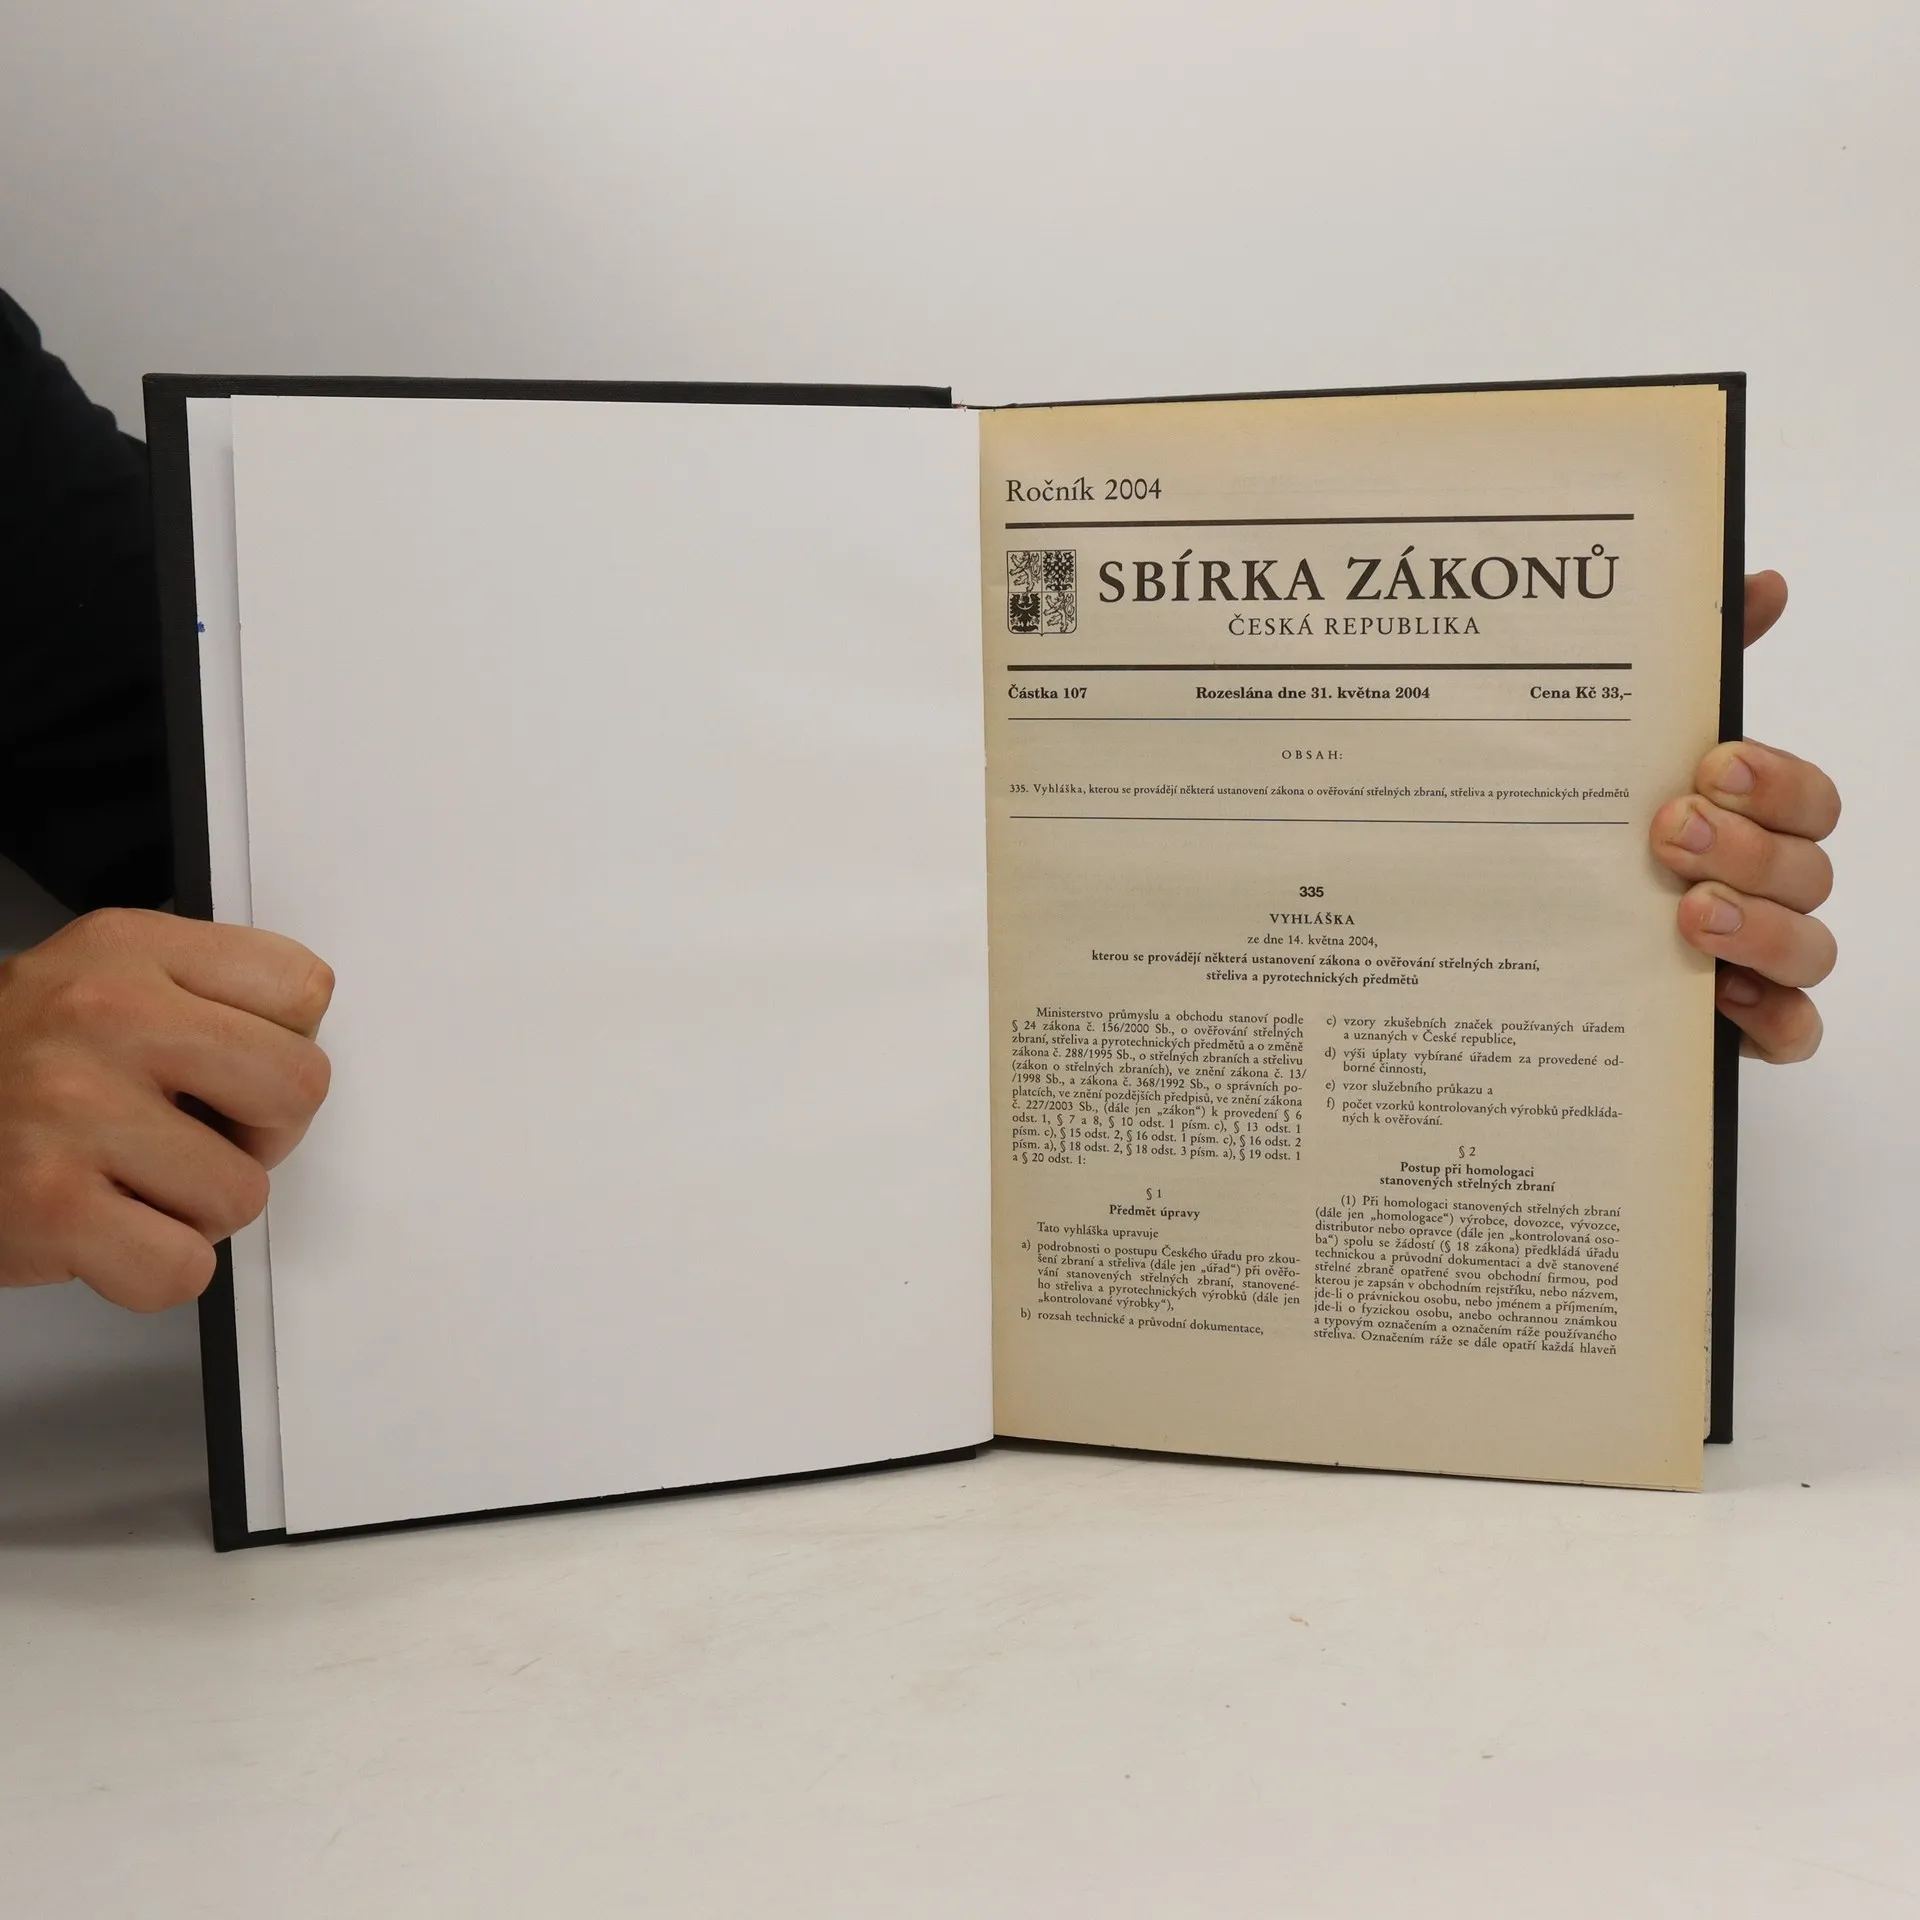 Ročník 2004
SBÍRKA ZÁKONŮ
ČESKÁ REPUBLIKA
Částka 107 Rozeslána dne 31. května 2004 Cena Kč 33,–
OBSAH:
335. Vyhláška, kterou se provádějí některá ustanovení zákona o ověřování střelných zbraní, střeliva a pyrotechnických předmětů
335
VYHLÁŠKA
ze dne 14. května 2004,
kterou se provádějí některá ustanovení zákona o ověřování střelných zbraní,
střeliva a pyrotechnických předmětů
Ministerstvo průmyslu a obchodu stanoví podle
§ 24 zákona č. 156/2000 Sb., o ověřování střelných
zbraní, střeliva a pyrotechnických předmětů a o změně
zákona č. 288/1995 Sb., o střelných zbraních a střelivu
(zákon o střelných zbraních), ve znění zákona č. 13/
/1998 Sb., a zákona č. 368/1992 Sb., o správních po-
platcích, ve znění pozdějších předpisů, ve znění zákona
č. 227/2003 Sb., (dále jen „zákon“) k provedení § 6
odst. 1, § 7 a 8, § 10 odst. 1 písm. c), § 13 odst. 1
písm. c), § 15 odst. 2, § 16 odst. 1 písm. c), § 16 odst. 2
písm. a), § 18 odst. 2, § 18 odst. 3 písm. a), § 19 odst. 1
a § 20 odst. 1:
§ 1
Předmět úpravy
Tato vyhláška upravuje
a) podrobnosti o postupu Českého úřadu pro zkou-
šení zbraní a střeliva (dále jen „úřad“) při ověřo-
vání stanovených střelných zbraní, stanovené-
ho střeliva a pyrotechnických výrobků (dále jen
„kontrolované výrobky“),
b) rozsah technické a průvodní dokumentace,
c) vzory zkušebních značek používaných úřadem
a uznaných v České republice,
d) výši úplaty vybírané úřadem za provedené od-
borné činnosti,
e) vzor služebního průkazu a
f) počet vzorků kontrolovaných výrobků předkláda-
ných k ověřování.
§ 2
Postup při homologaci
stanovených střelných zbraní
(1) Při homologaci stanovených střelných zbraní
(dále jen „homologace“) výrobce, dovozce, vývozce,
distributor nebo opravce (dále jen „kontrolovaná oso-
ba“) spolu se žádostí (§ 18 zákona) předkládá úřadu
technickou a průvodní dokumentaci a dvě stanovené
střelné zbraně opatřené svou obchodní firmou, pod
kterou je zapsán v obchodním rejstříku, nebo názvem,
jde-li o právnickou osobu, nebo jménem a příjmením,
jde-li o fyzickou osobu, anebo ochrannou známkou
a typovým označením a označením ráže používaného
střeliva. Označením ráže se dále opatří každá hlaveň